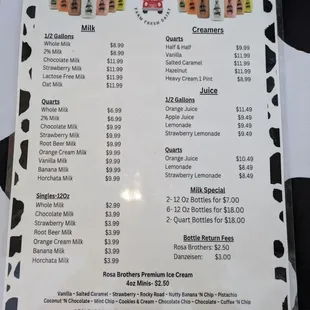 FARM FRESH DAIRY
Milk
1/2 Gallons
Whole Milk $8.99
2% Milk $8.99
Chocolate Milk $11.99
Strawberry Milk $11.99
Lactose Free Milk $11.99
Oat Milk $11.99
Quarts
Whole Milk $6.99
2% Milk $6.99
Chocolate Milk $9.99
Strawberry Milk $9.99
Root Beer Milk $9.99
Orange Cream Milk $9.99
Vanilla Milk $9.99
Banana Milk $9.99
Horchata Milk $9.99
Singles-12Oz
Whole Milk $2.99
Chocolate Milk $3.99
Strawberry Milk $3.99
Root Beer Milk $3.99
Orange Cream Milk $3.99
Banana Milk $3.99
Horchata Milk $3.99
Creamers
Quarts
Half & Half $9.99
Vanilla $11.99
Salted Caramel $11.99
Hazelnut $11.99
Heavy Cream:1 Pint $8.99
Juice
1/2 Gallons
Orange Juice $11.49
Apple Juice $9.49
Lemonade $9.49
Strawberry Lemonade $9.49
Quarts
Orange Juice $10.49
Lemonade $8.49
Strawberry Lemonade $8.49
Milk Special
2- 12 Oz Bottles for $7.00
6- 12 Oz Bottles for $18.00
2- Quart Bottles for $18.00
Bottle Return Fees
Rosa Brothers: $2.50
Danzeisen: $3.00
Rosa Brothers Premium Ice Cream
4oz Minis- $2.50
Vanilla ~ Salted Caramel ~ Strawberry ~ Rocky Road ~ Nutty Banana 'N Chip ~ Pistachio
Coconut 'N Chocolate ~ Mint Chip ~ Cookies & Cream ~ Chocolate Chip ~ Chocolate ~ Coffee 'N Chip